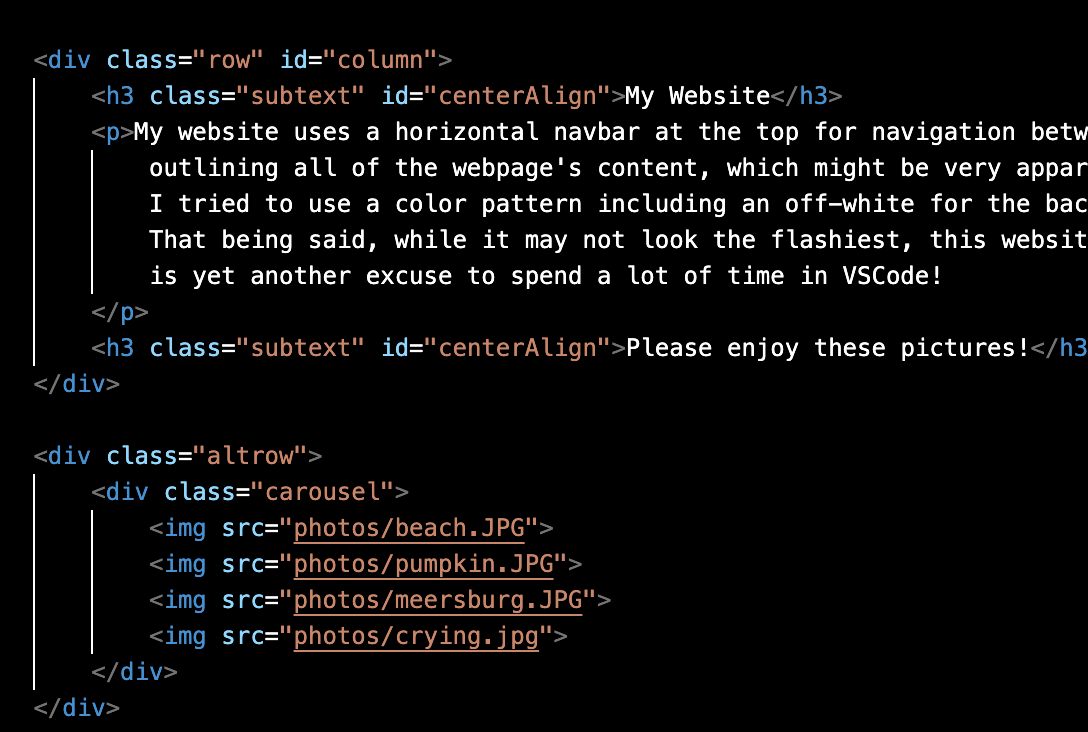 <div class="row" id="column">
<h3 class="subtext" id="centerAlign">My Website</h3>
<p>My website uses a horizontal navbar at the top for navigation
outlining all of the webpage's content, which might be very
I tried to use a color pattern including an off-white for the
That being said, while it may not look the flashiest, this
is yet another excuse to spend a lot of time in VSCode!
</p>
<h3 class="subtext" id="centerAlign">Please enjoy these pictures!</h3
</div>
<div class="altrow">
<div class="carousel">
<img src="photos/beach.JPG">
<img src="photos/pumpkin.JPG">
<img src="photos/meersburg.JPG">
<img src="photos/crying.jpg">
</div>
</div>